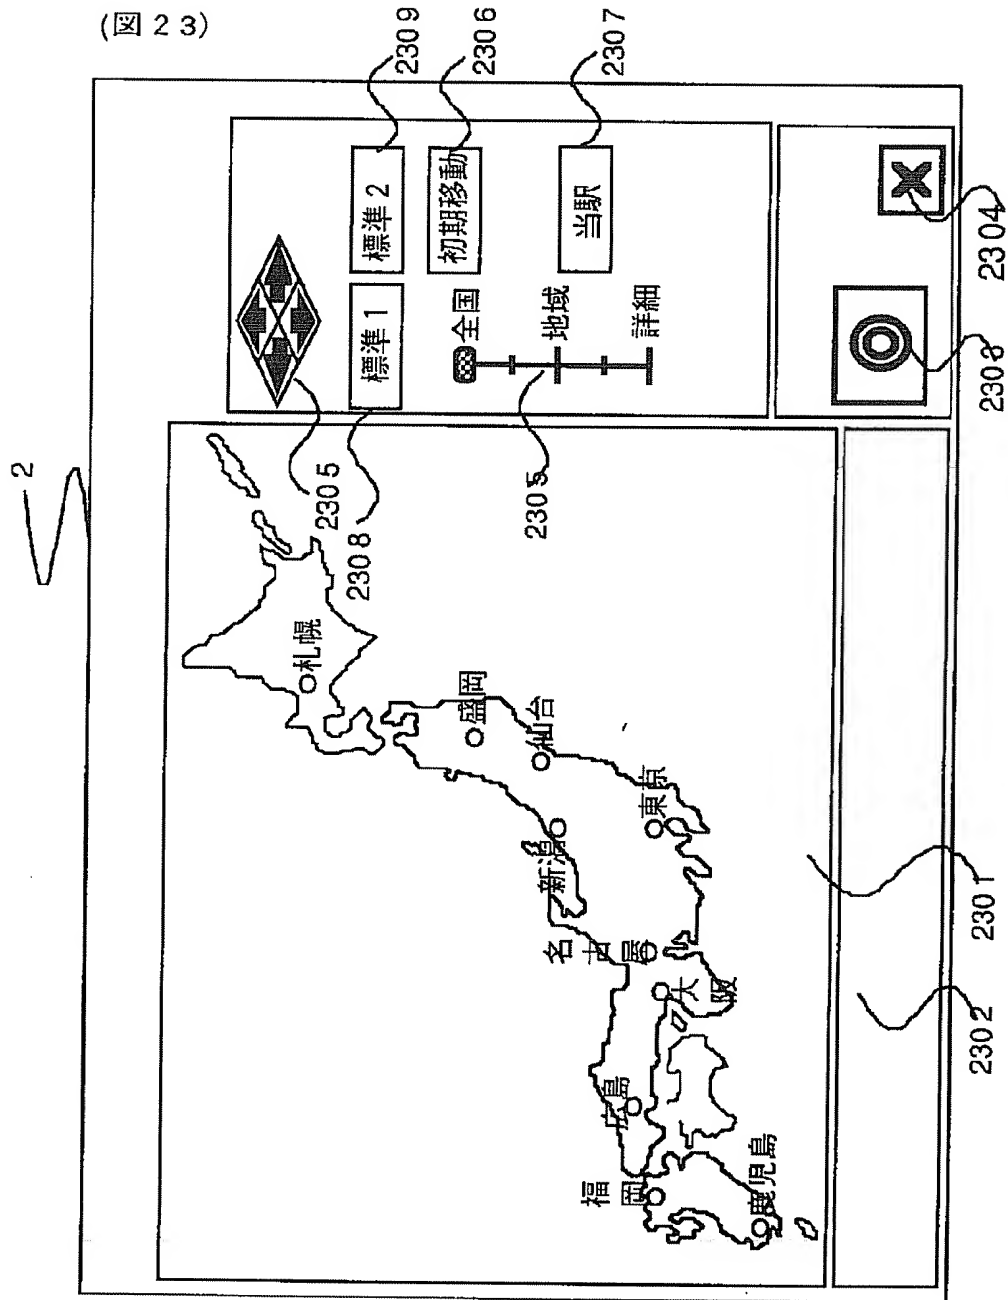 (図23)
2
2309
2306
2307
標準1
標準2
初期移動
全国
地域
詳細
当駅
2305
2308
2305
2304
2303
札幌
盛岡
仙台
新潟
東京
名古屋
大阪
広島
福岡
鹿児島
2301
2302